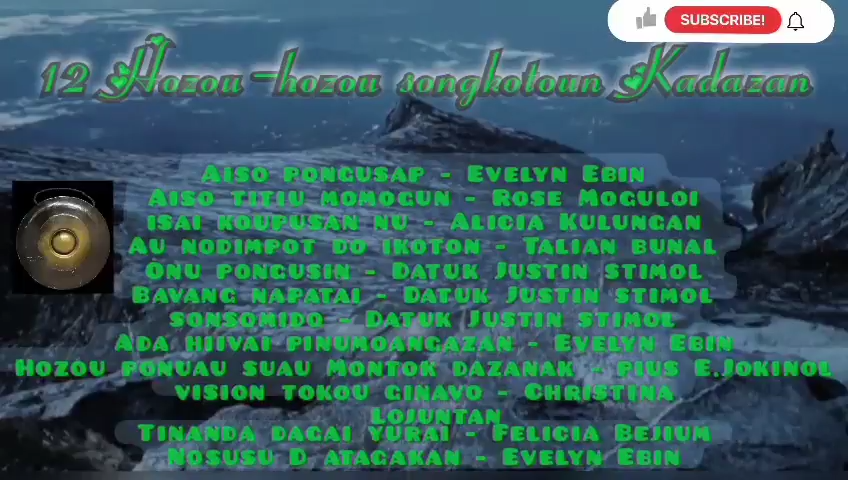 SUBSCRIBE!
12 Hozou-hozou songkotoun Kadazan
AISO PONGUSAP - EVELYN EBIN
AISO TITIU MOMOGUN - ROSE MOGULOI
ISAI KOUPUSAN NU - ALICIA KULUNGAN
AU NODIMPOT DO IKOTON - TALIAN BUNAL
ONU PONGUSIN - DATUK JUSTIN STIMOL
BAVANG NAPATAI - DATUK JUSTIN STIMOL
SONSOMIDO - DATUK JUSTIN STIMOL
ADA HIIVAI PINUMOANGAZAN - EVELYN EBIN
HOZOU PONUAU SUAU MONTOK DAZANAK - PIUS E.JOKINOL
VISION TOKOU GINAVO - CHRISTINA
LOJUNTAN
TINANDA DAGAI YURAI - FELICIA BEJIUM
NOSUSU D ATAGAKAN - EVELYN EBIN